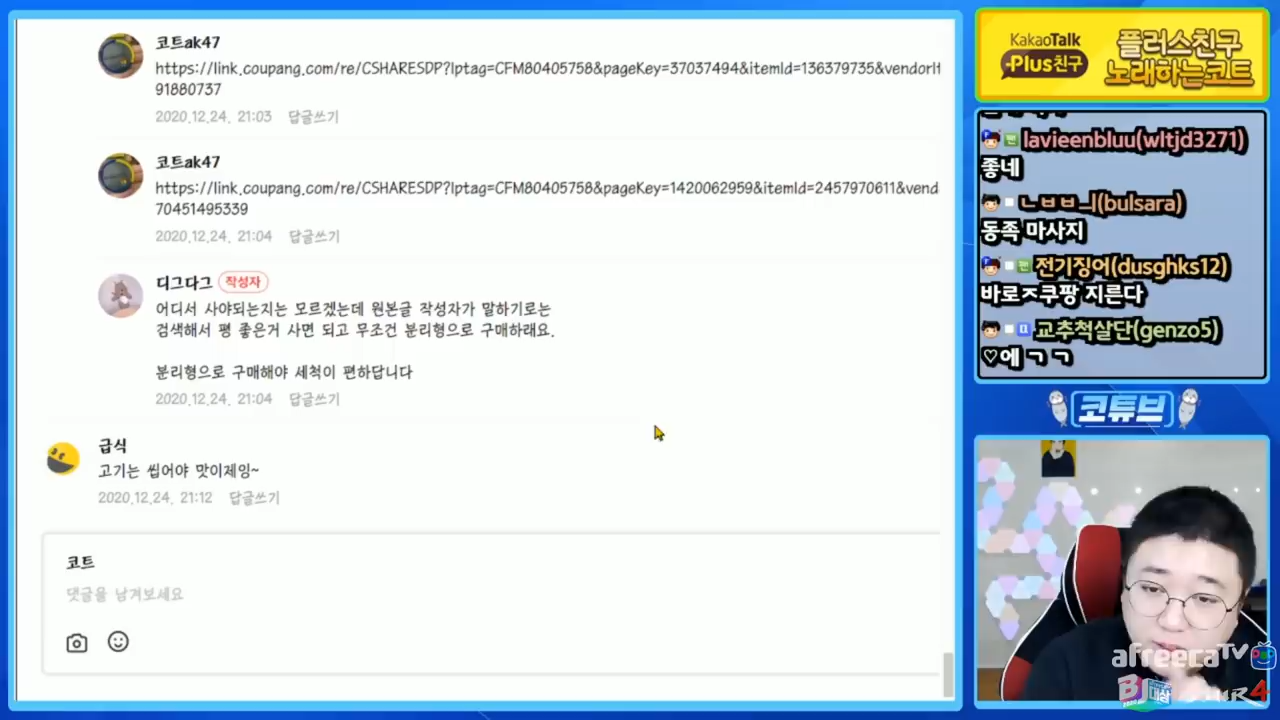 코트ak47
https://link.coupang.com/re/CSHARESDP?lptag=CFM80405758&pageKey=37037494&itemId=136379735&vendorIt
91880737
2020.12.24. 21:03 답글쓰기
코트ak47
https://link.coupang.com/re/CSHARESDP?lptag=CFM80405758&pageKey=1420062959&itemId=2457970611&vend
70451495339
2020.12.24. 21:04 답글쓰기
디그다그 작성자
어디서 사야되는지는 모르겠는데 원본글 작성자가 말하기로는
검색해서 평 좋은거 사면 되고 무조건 분리형으로 구매하래요.
분리형으로 구매해야 세척이 편하답니다
2020.12.24. 21:04 답글쓰기
급식
고기는 씹어야 맛이제잉~
2020.12.24. 21:12 답글쓰기
코트
댓글을 남겨보세요
KakaoTalk
Plus친구
플러스친구
노래하는코트
lavieenbluu(wltjd3271)
좋네
ㄴㅂㅂㅡㅣ(bulsara)
동족 마사지
전기징어(dusghks12)
바로ㅈ쿠팡 지른다
교추척살단(genzo5)
♡에 ㄱ ㄱ
코튜브
afreecaTV
BJ대상